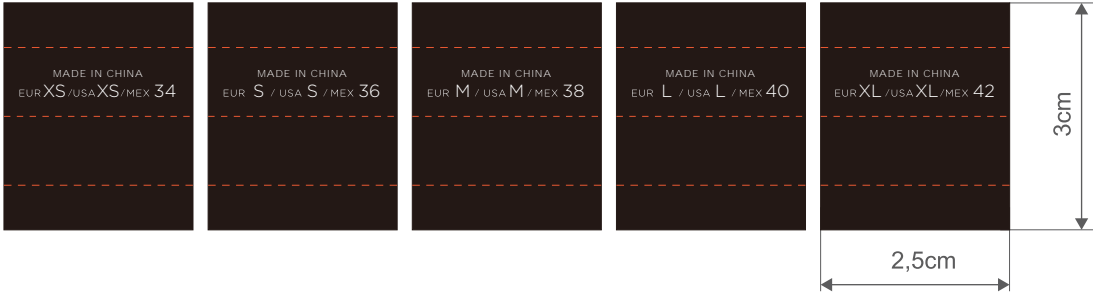 MADE IN CHINA
EUR XS /USA XS /MEX 34
MADE IN CHINA
EUR S / USA S / MEX 36
MADE IN CHINA
EUR M / USA M / MEX 38
MADE IN CHINA
EUR L / USA L / MEX 40
MADE IN CHINA
EUR XL /USA XL /MEX 42
3cm
2,5cm